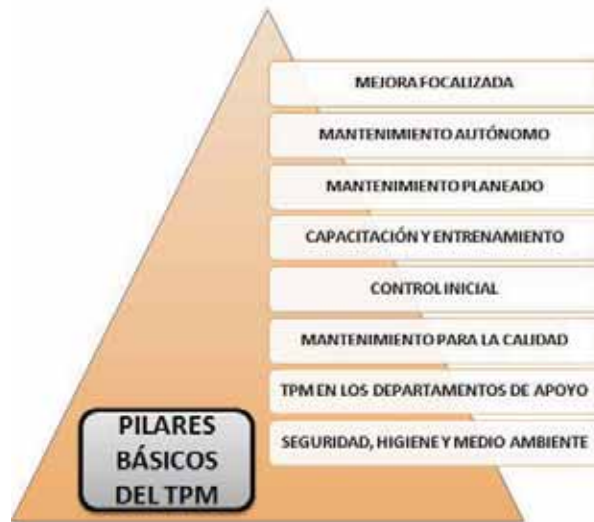 MEJORA FOCALIZADA
MANTENIMIENTO AUTÓNOMO
MANTENIMIENTO PLANEADO
CAPACITACIÓN Y ENTRENAMIENTO
CONTROL INICIAL
MANTENIMIENTO PARA LA CALIDAD
TPM EN LOS DEPARTAMENTOS DE APOYO
SEGURIDAD, HIGIENE Y MEDIO AMBIENTE
PILARES
BÁSICOS
DEL TPM